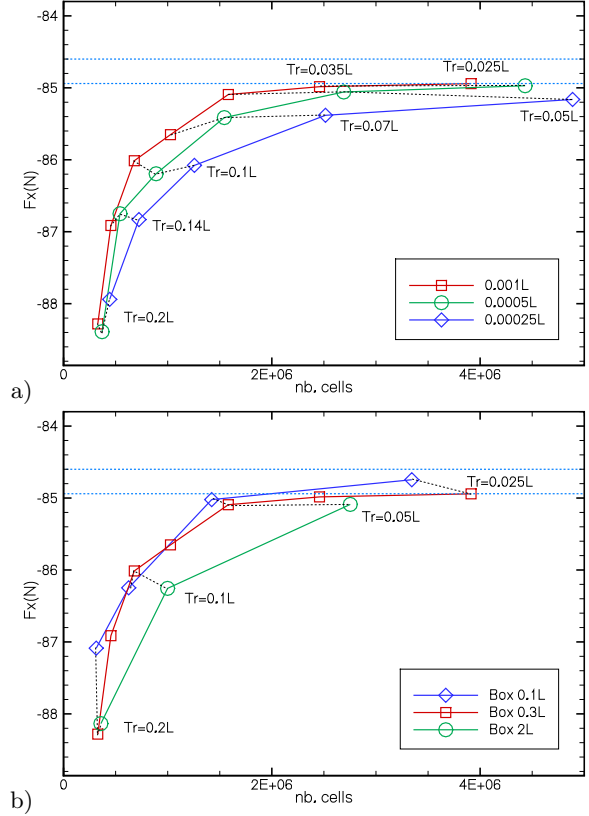 -84
-85
-86
-87
-88
Fx(N)
Tr=0.035L
Tr=0.025L
Tr=0.05L
Tr=0.07L
Tr=0.1L
Tr=0.14L
Tr=0.2L
0.001L
0.0005L
0.00025L
0
2E+06
4E+06
nb. cells
a)
-84
-85
-86
-87
-88
Fx(N)
Tr=0.025L
Tr=0.05L
Tr=0.1L
Tr=0.2L
Box 0.1L
Box 0.3L
Box 2L
0
2E+06
4E+06
nb. cells
b)